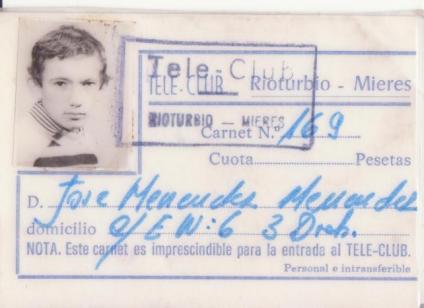 Tele-Club
TELE-CLUB Rioturbio - Mieres
RIOTURBIO — MIERES
Carnet N.º 169
Cuota Pesetas
D. Jose Menendez Menendez
domicilio C/E Nº: 6 3 Drch.
NOTA. Este carnet es imprescindible para la entrada al TELE-CLUB.
Personal e intransferible